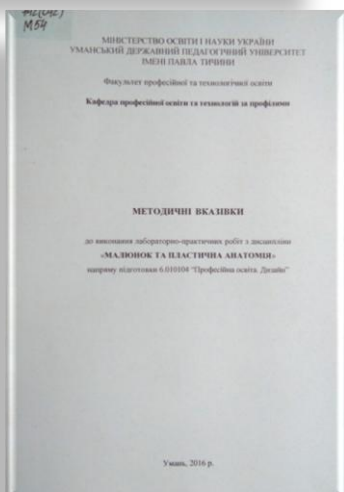 М54
МІНІСТЕРСТВО ОСВІТИ І НАУКИ УКРАЇНИ
УМАНСЬКИЙ ДЕРЖАВНИЙ ПЕДАГОГІЧНИЙ УНІВЕРСИТЕТ
ІМЕНІ ПАВЛА ТИЧИНИ
Факультет професійної та технологічної освіти
Кафедра професійної освіти та технологій за профілями
МЕТОДИЧНІ ВКАЗІВКИ
до виконання лабораторно-практичних робіт з дисципліни
«МАЛЮНОК ТА ПЛАСТИЧНА АНАТОМІЯ»
напряму підготовки 6.010104 "Професійна освіта. Дизайн"
Умань, 2016 р.